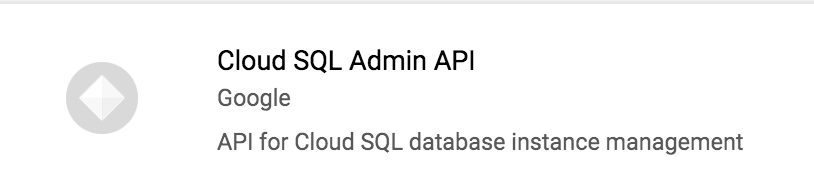 Cloud SQL Admin API
Google
API for Cloud SQL database instance management